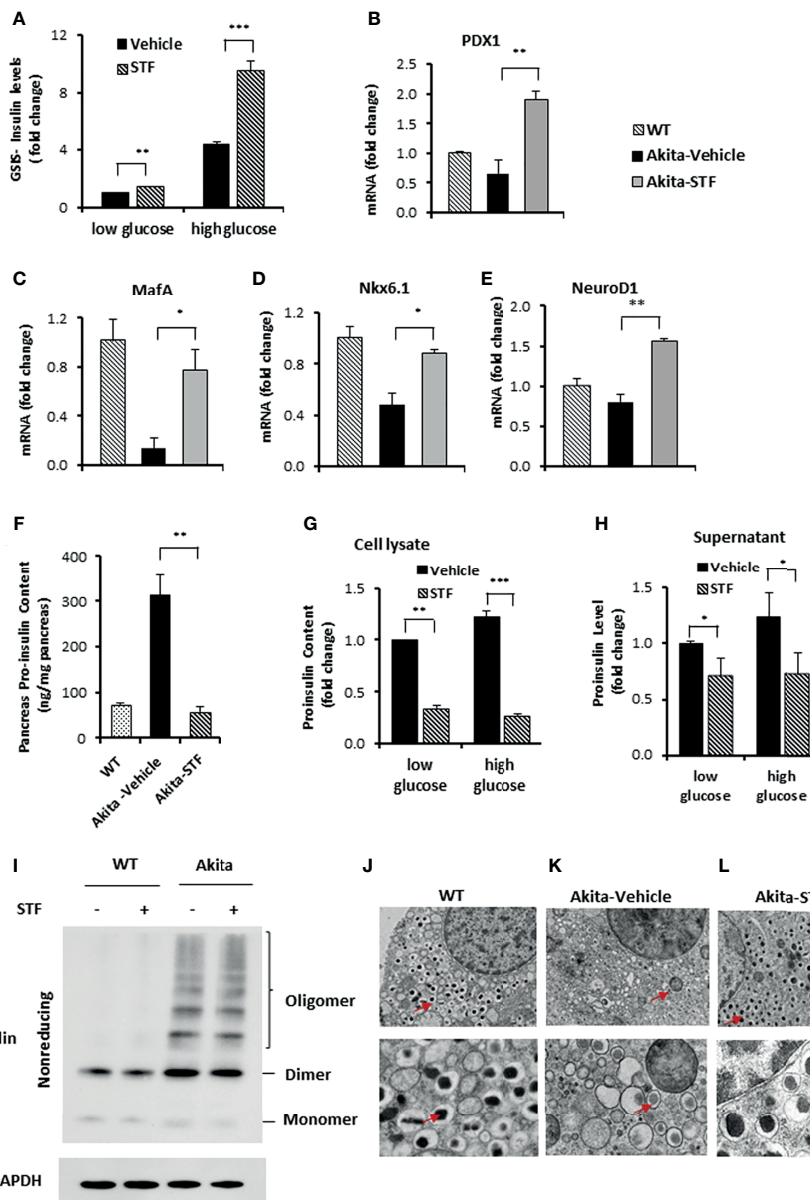 A
GSIS- Insulin levels
(fold change)
12
8
4
0
Vehicle
STF
**
***
low glucose
high glucose
B
PDX1
mRNA (fold change)
2.5
2.0
1.5
1.0
0.5
0.0
**
WT
Akita-Vehicle
Akita-STF
C
MafA
mRNA (fold change)
1.2
0.8
0.4
0.0
*
D
Nkx6.1
mRNA (fold change)
1.2
0.8
0.4
0.0
*
E
NeuroD1
mRNA (fold change)
2.0
1.5
1.0
0.5
0.0
**
F
Pancreas Pro-insulin Content
(ng/mg pancreas)
400
300
200
100
0
**
WT
Akita -Vehicle
Akita-STF
G
Cell lysate
Vehicle
STF
Proinsulin Content
(fold change)
1.5
1.0
0.5
0.0
**
***
low
glucose
high
glucose
H
Supernatant
Vehicle
STF
Proinsulin Level
(fold change)
1.5
1.0
0.5
0.0
*
*
low
glucose
high
glucose
I
WT
Akita
STF
- + - +
Nonreducing
lin
Oligomer
Dimer
Monomer
APDH
J
WT
K
Akita-Vehicle
L
Akita-S